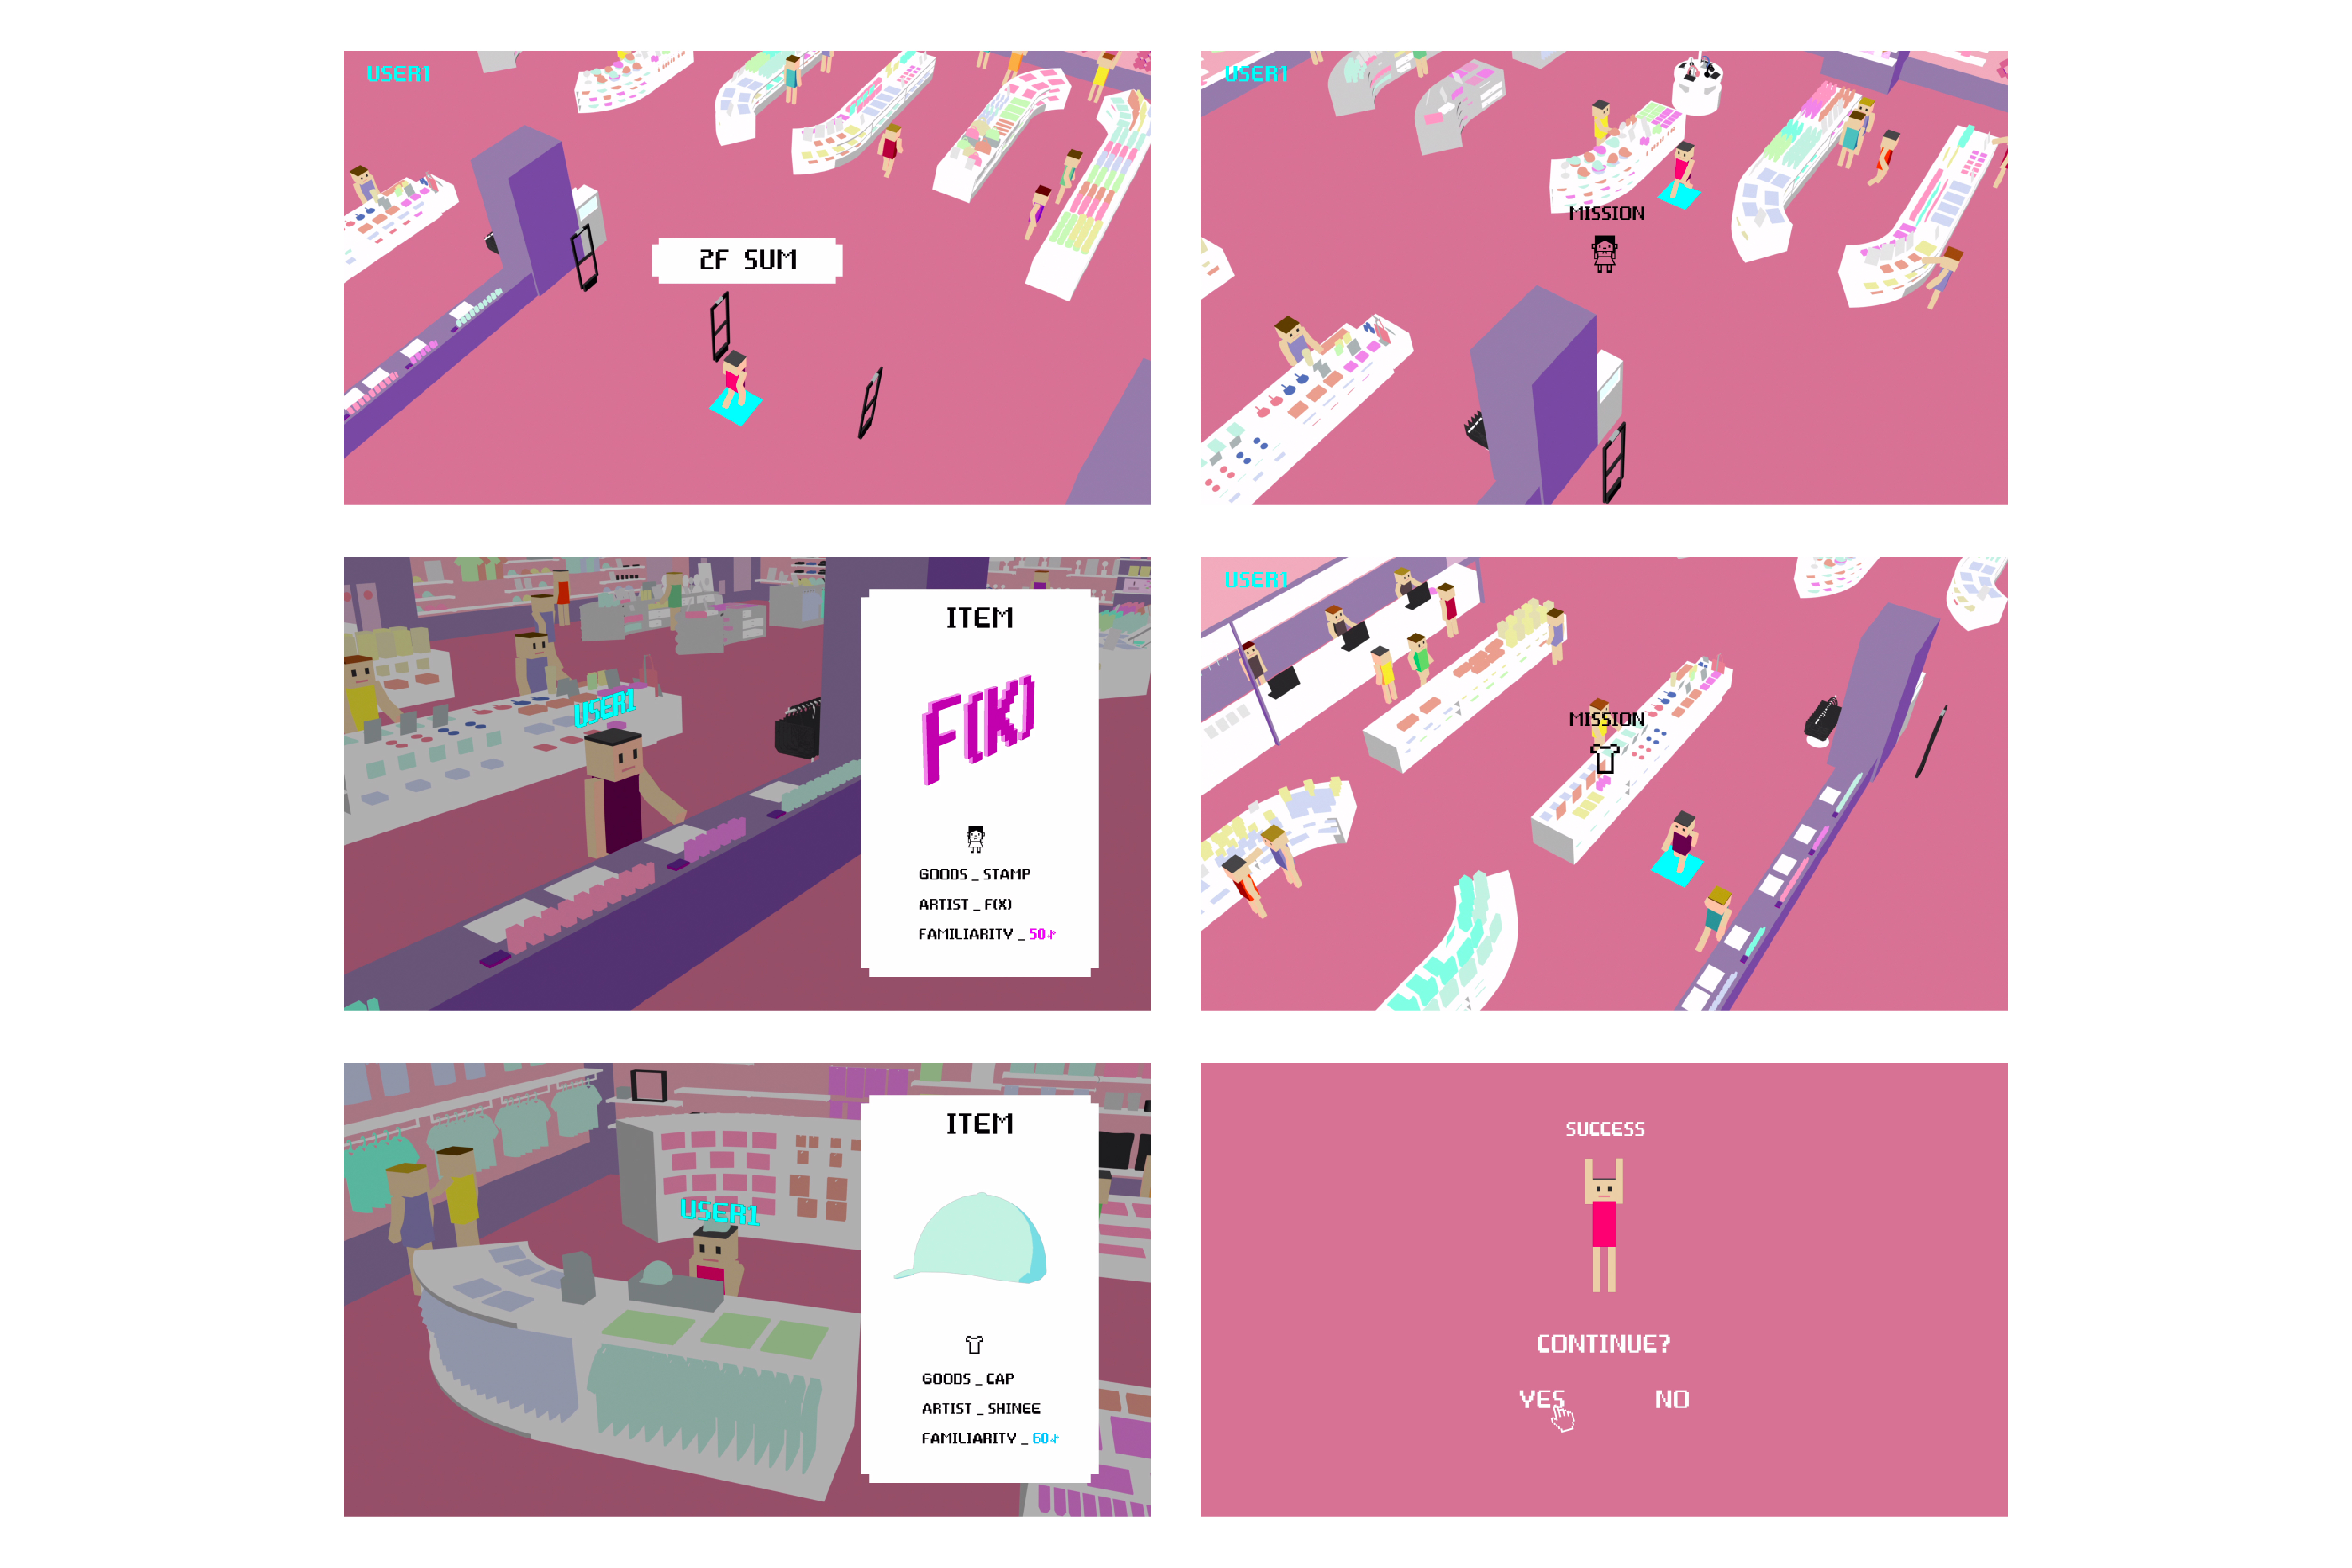 USER1
2F SUM
USER1
MISSION
ITEM
F(X)
USER1
GOODS _ STAMP
ARTIST _ F(X)
FAMILIARITY _ 50
USER1
MISSION
ITEM
USER1
GOODS _ CAP
ARTIST _ SHINEE
FAMILIARITY _ 60
SUCCESS
CONTINUE?
YES NO